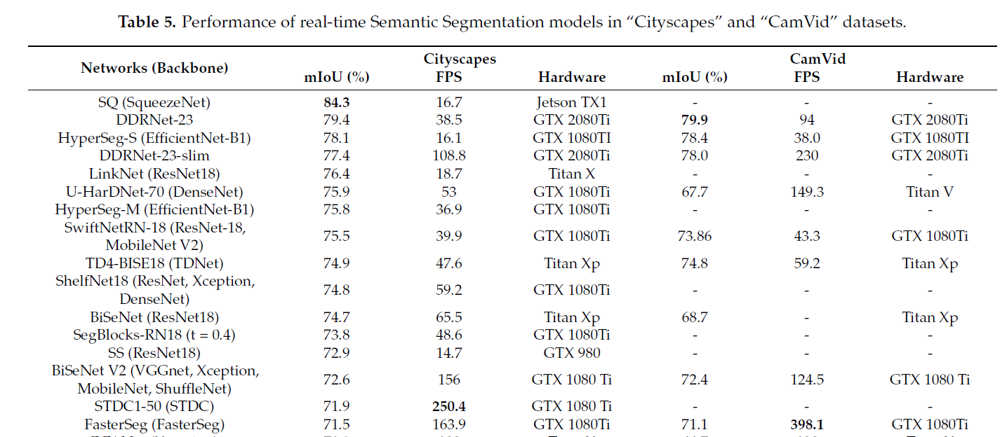 Table 5. Performance of real-time Semantic Segmentation models in “Cityscapes” and “CamVid” datasets.
Networks (Backbone) Cityscapes CamVid
mIoU (%) FPS Hardware mIoU (%) FPS Hardware
SQ (SqueezeNet) 84.3 16.7 Jetson TX1 - - -
DDRNet-23 79.4 38.5 GTX 2080Ti 79.9 94 GTX 2080Ti
HyperSeg-S (EfficientNet-B1) 78.1 16.1 GTX 1080TI 78.4 38.0 GTX 1080TI
DDRNet-23-slim 77.4 108.8 GTX 2080Ti 78.0 230 GTX 2080Ti
LinkNet (ResNet18) 76.4 18.7 Titan X - - -
U-HarDNet-70 (DenseNet) 75.9 53 GTX 1080Ti 67.7 149.3 Titan V
HyperSeg-M (EfficientNet-B1) 75.8 36.9 GTX 1080Ti - - -
SwiftNetRN-18 (ResNet-18,
MobileNet V2) 75.5 39.9 GTX 1080Ti 73.86 43.3 GTX 1080Ti
TD4-BISE18 (TDNet) 74.9 47.6 Titan Xp 74.8 59.2 Titan Xp
ShelfNet18 (ResNet, Xception,
DenseNet) 74.8 59.2 GTX 1080Ti - - -
BiSeNet (ResNet18) 74.7 65.5 Titan Xp 68.7 - Titan Xp
SegBlocks-RN18 (t = 0.4) 73.8 48.6 GTX 1080Ti - - -
SS (ResNet18) 72.9 14.7 GTX 980 - - -
BiSeNet V2 (VGGnet, Xception,
MobileNet, ShuffleNet) 72.6 156 GTX 1080 Ti 72.4 124.5 GTX 1080 Ti
STDC1-50 (STDC) 71.9 250.4 GTX 1080 Ti - - -
FasterSeg (FasterSeg) 71.5 163.9 GTX 1080Ti 71.1 398.1 GTX 1080Ti